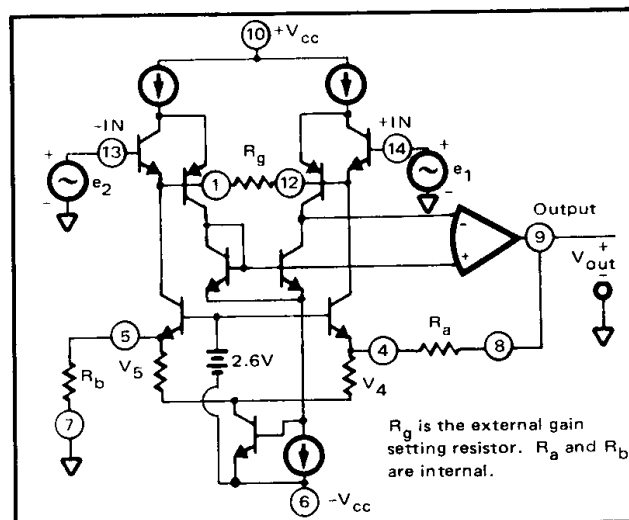 10 +Vcc
-IN
+IN
13
14
Rg
1
12
+
e2
-
+
e1
-
-
+
Output
9
+
Vout
-
5
V5
4
Ra
8
Rb
2.6V
V4
7
Rg is the external gain
setting resistor. Ra and Rb
are internal.
6 -Vcc